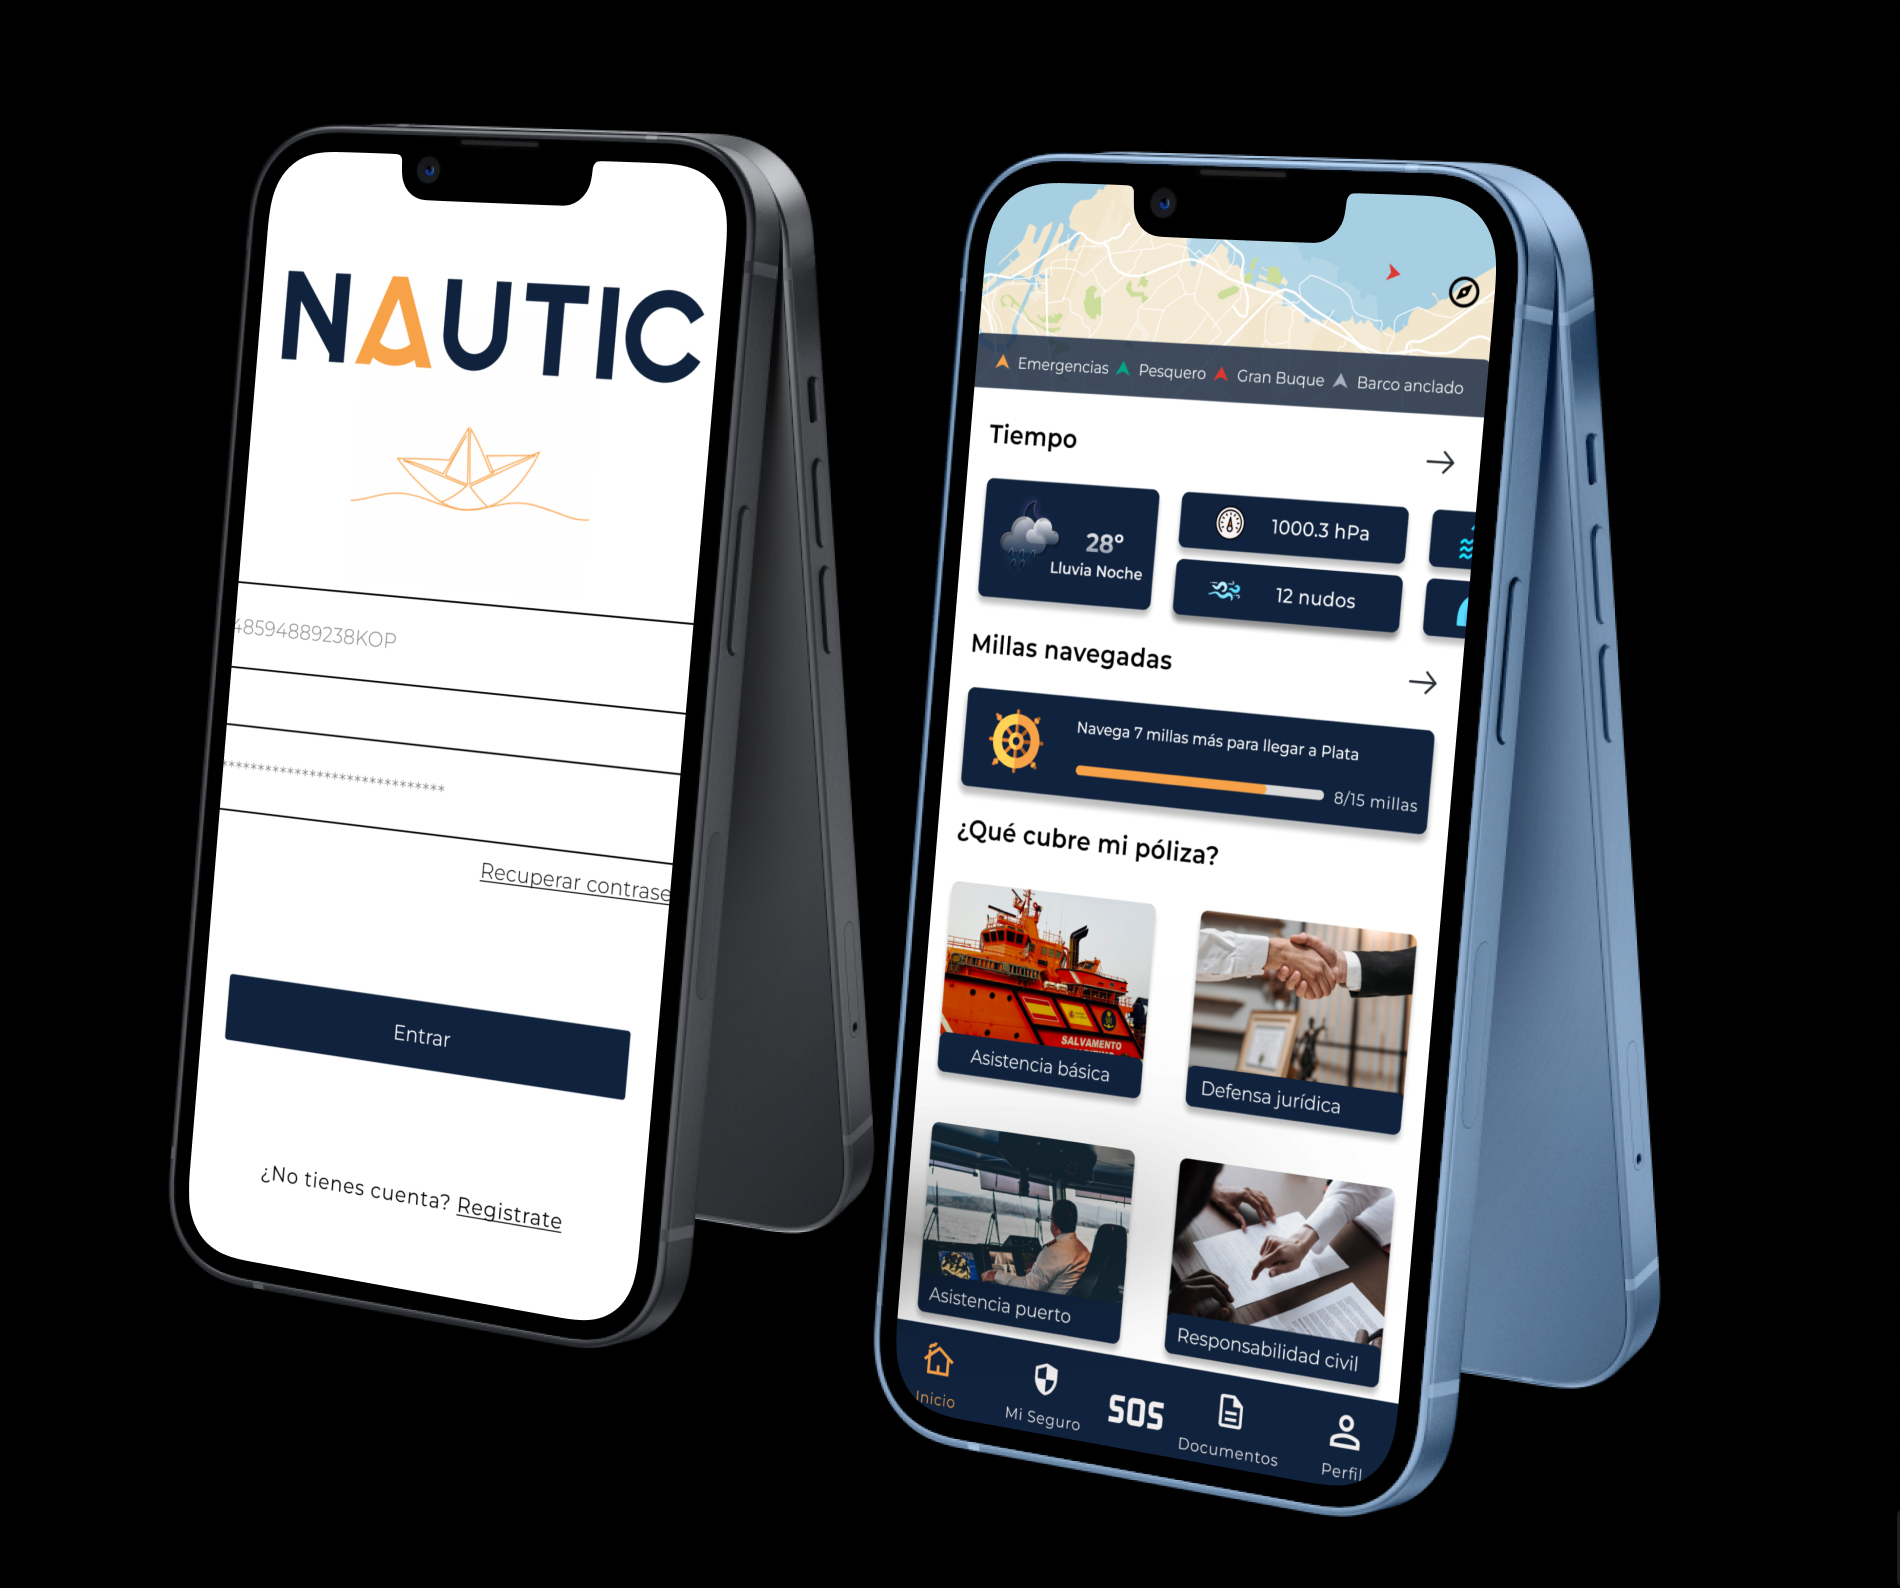 NAUTIC
48594889238KOP
******************************
Recuperar contrase
Entrar
¿No tienes cuenta? Registrate
Emergencias Pesquero Gran Buque Barco anclado
Tiempo
28°
Lluvia Noche
1000.3 hPa
12 nudos
Millas navegadas
Navega 7 millas más para llegar a Plata
8/15 millas
¿Qué cubre mi póliza?
SALVAMENTO
Asistencia básica
Defensa jurídica
Asistencia puerto
Responsabilidad civil
Inicio
Mi Seguro
SOS
Documentos
Perfil